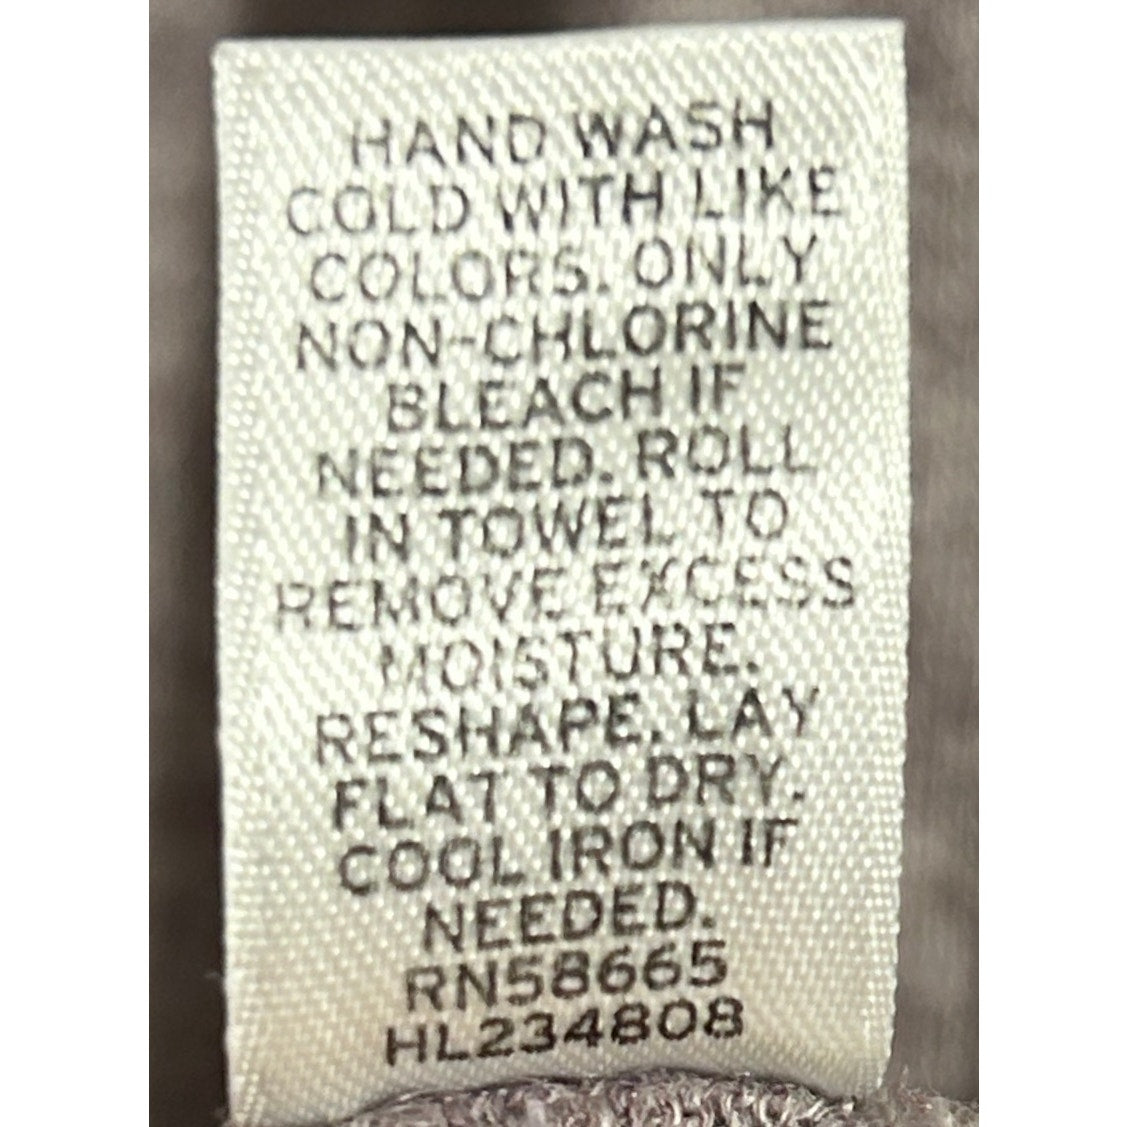 HAND WASH
COLD WITH LIKE
COLORS. ONLY
NON-CHLORINE
BLEACH IF
NEEDED. ROLL
IN TOWEL TO
REMOVE EXCESS
MOISTURE.
RESHAPE. LAY
FLAT TO DRY.
COOL IRON IF
NEEDED.
RN58665
HL234808